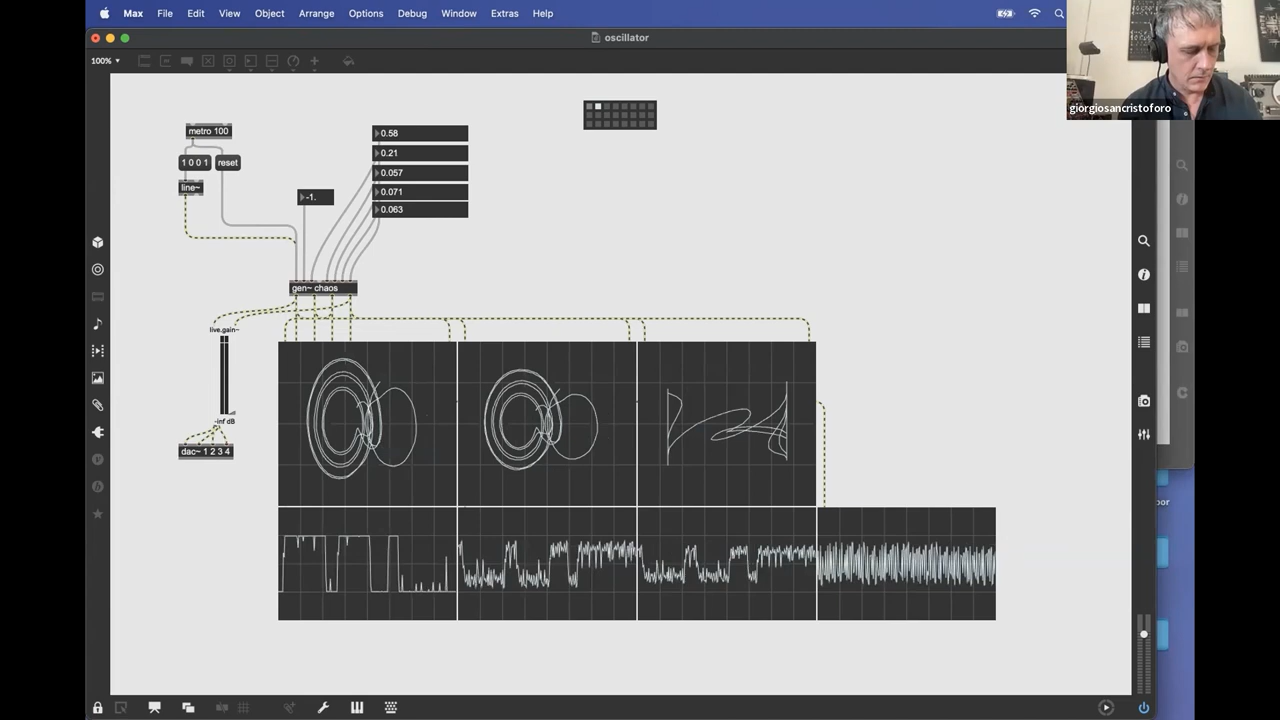 Max File Edit View Object Arrange Options Debug Window Extras Help
oscillator
giorgiosancristoforo
100%
metro 100
1 0 0 1
reset
line~
-1.
0.58
0.21
0.057
0.071
0.063
gen~ chaos
live.gain~
-inf dB
dac~ 1 2 3 4